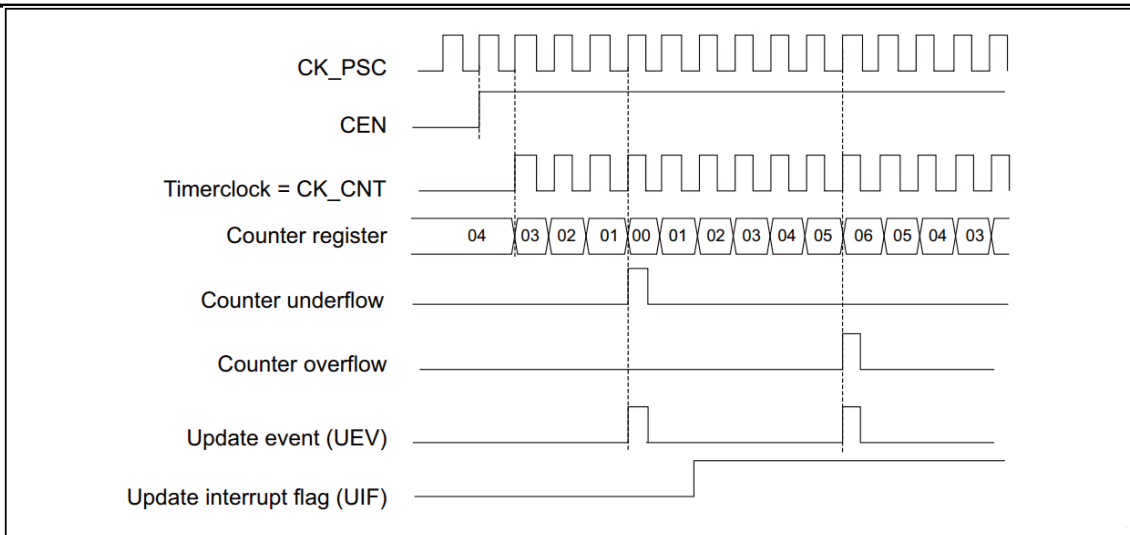 CK_PSC
CEN
Timerclock = CK_CNT
Counter register 04 03 02 01 00 01 02 03 04 05 06 05 04 03
Counter underflow
Counter overflow
Update event (UEV)
Update interrupt flag (UIF)